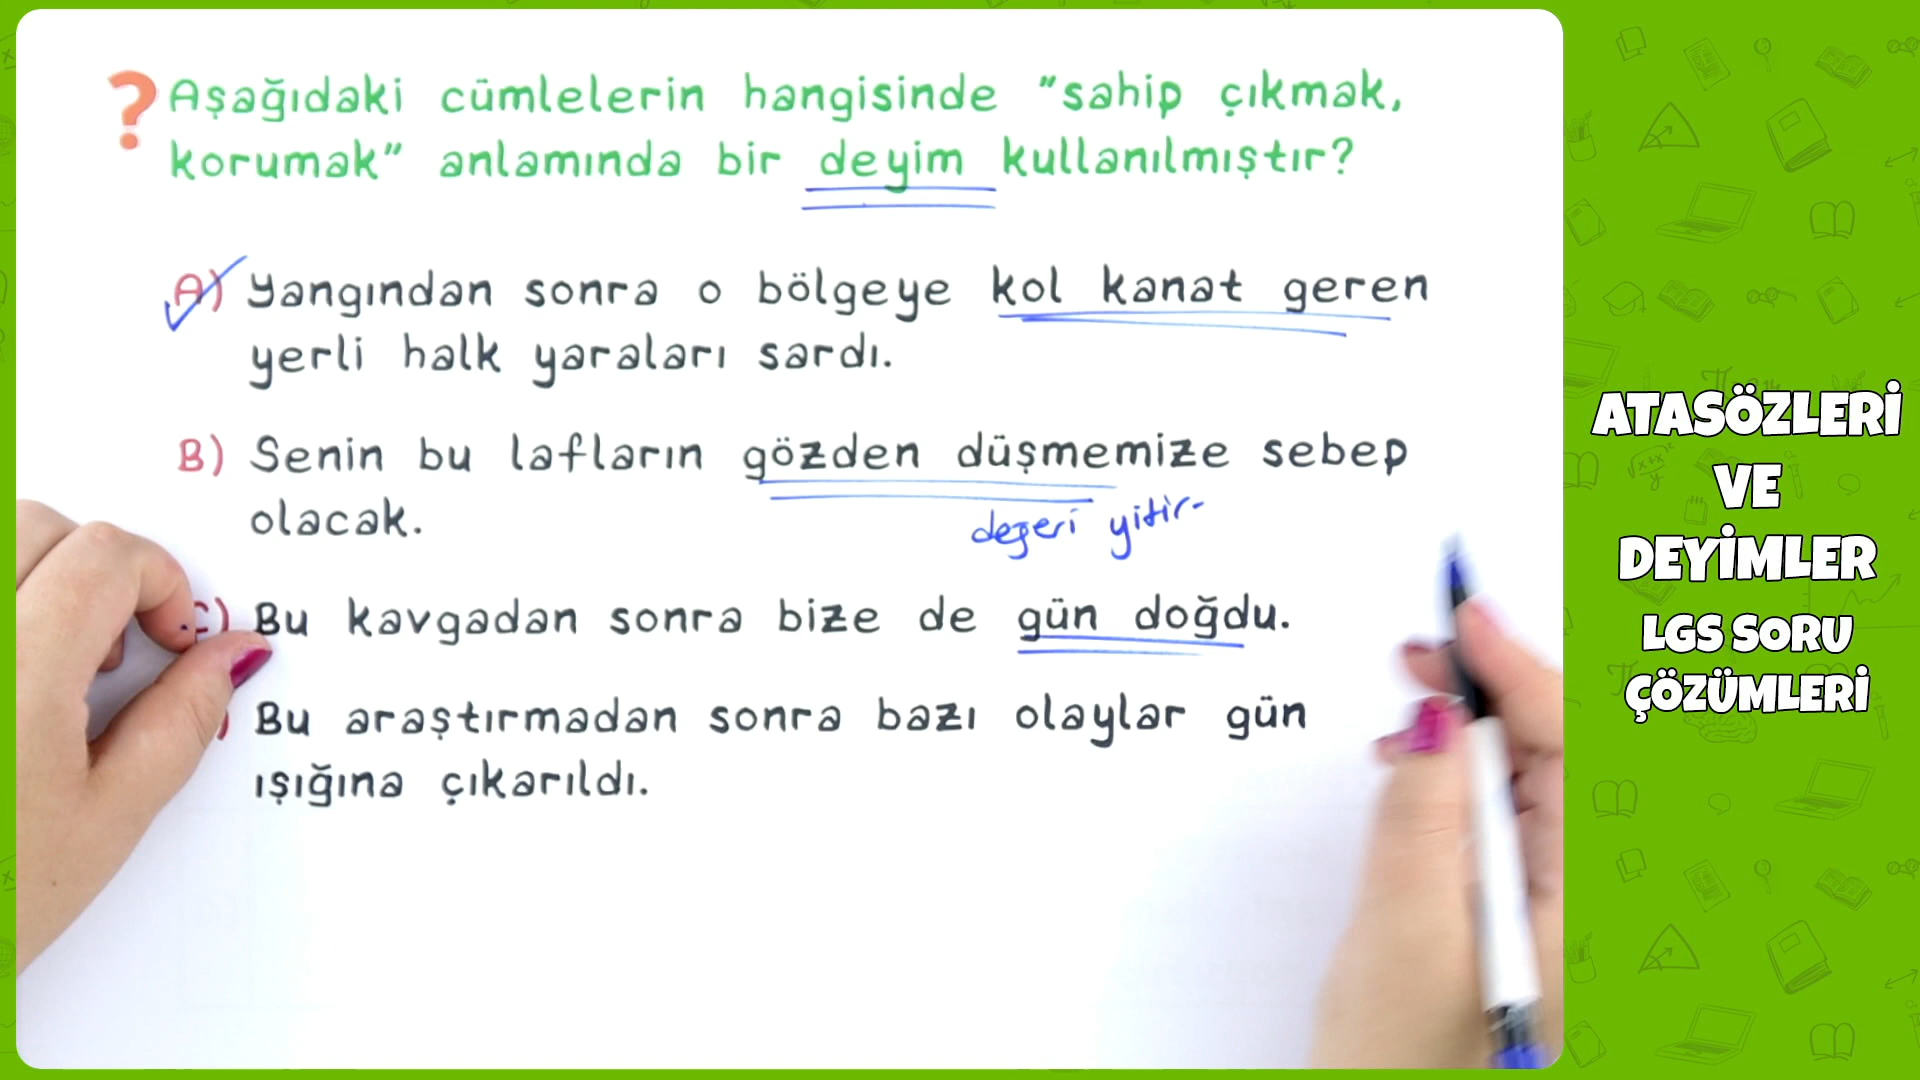 ? Aşağıdaki cümlelerin hangisinde "sahip çıkmak,
korumak" anlamında bir deyim kullanılmıştır?
A) Yangından sonra o bölgeye kol kanat geren
yerli halk yaraları sardı.
B) Senin bu lafların gözden düşmemize sebep
olacak.
değeri yitir-
C) Bu kavgadan sonra bize de gün doğdu.
) Bu araştırmadan sonra bazı olaylar gün
ışığına çıkarıldı.
ATASÖZLERİ
VE
DEYİMLER
LGS SORU
ÇÖZÜMLERİ